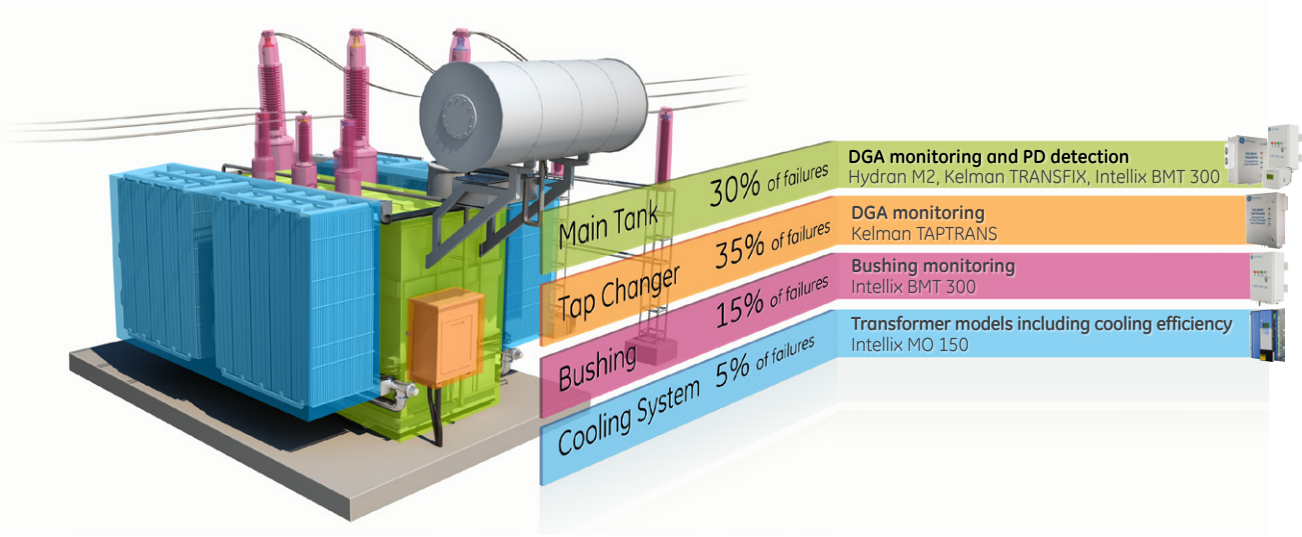 Main Tank 30% of failures
DGA monitoring and PD detection
Hydran M2, Kelman TRANSFIX, Intellix BMT 300
Tap Changer 35% of failures
DGA monitoring
Kelman TAPTRANS
Bushing 15% of failures
Bushing monitoring
Intellix BMT 300
Cooling System 5% of failures
Transformer models including cooling efficiency
Intellix MO 150